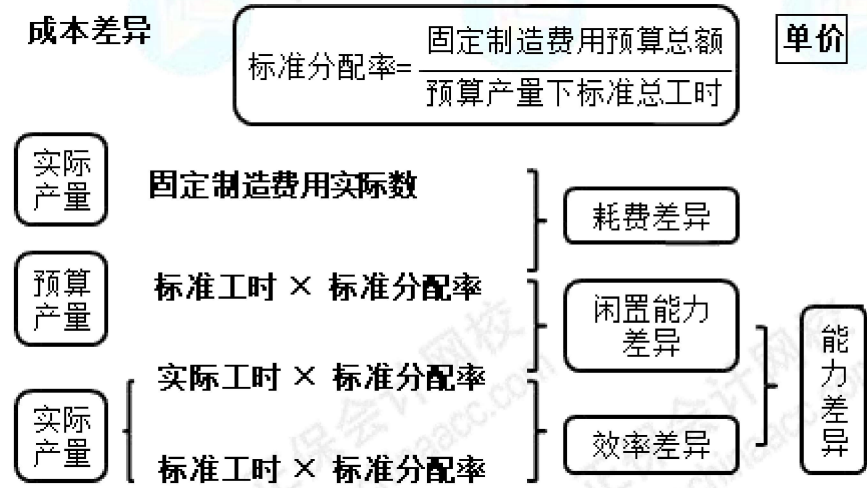 成本差异
标准分配率=
固定制造费用预算总额
预算产量下标准总工时
单价
实际
产量
固定制造费用实际数
耗费差异
预算
产量
标准工时 × 标准分配率
闲置能力
差异
实际工时 × 标准分配率
能
力
差
异
实际
产量
效率差异
标准工时 × 标准分配率